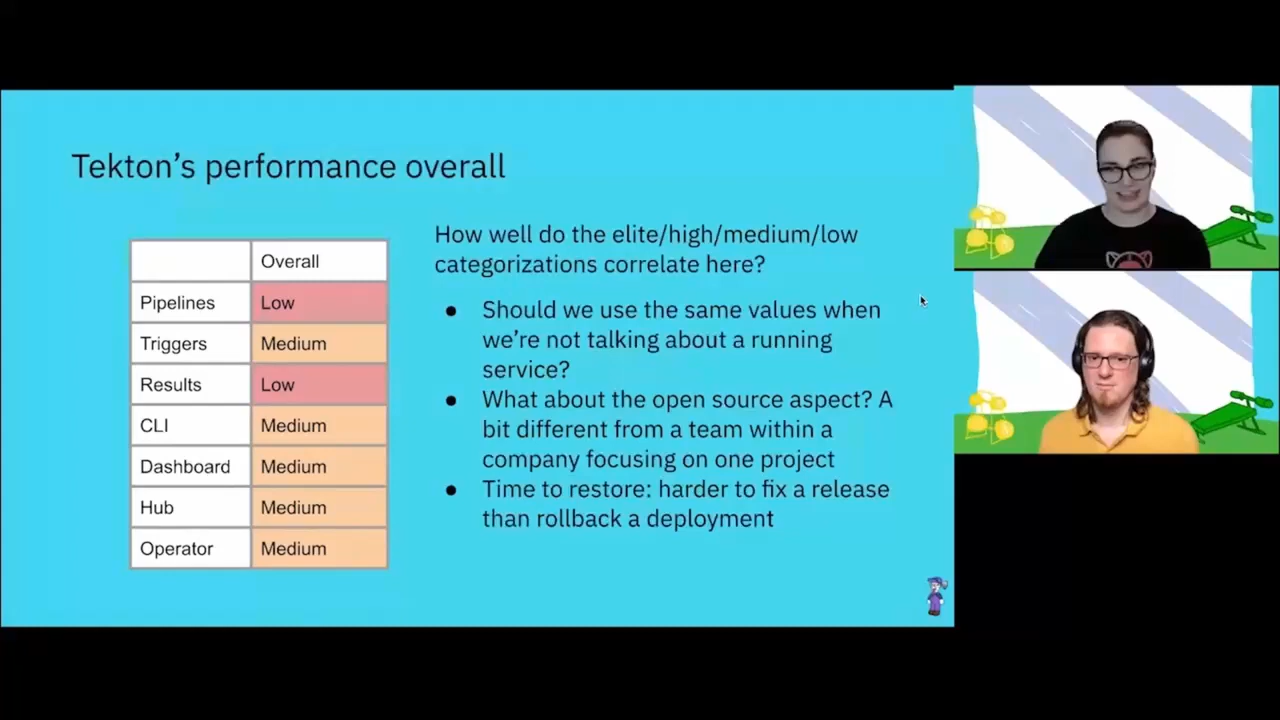 Tekton’s performance overall
Overall
Pipelines Low
Triggers Medium
Results Low
CLI Medium
Dashboard Medium
Hub Medium
Operator Medium
How well do the elite/high/medium/low
categorizations correlate here?
● Should we use the same values when
we’re not talking about a running
service?
● What about the open source aspect? A
bit different from a team within a
company focusing on one project
● Time to restore: harder to fix a release
than rollback a deployment